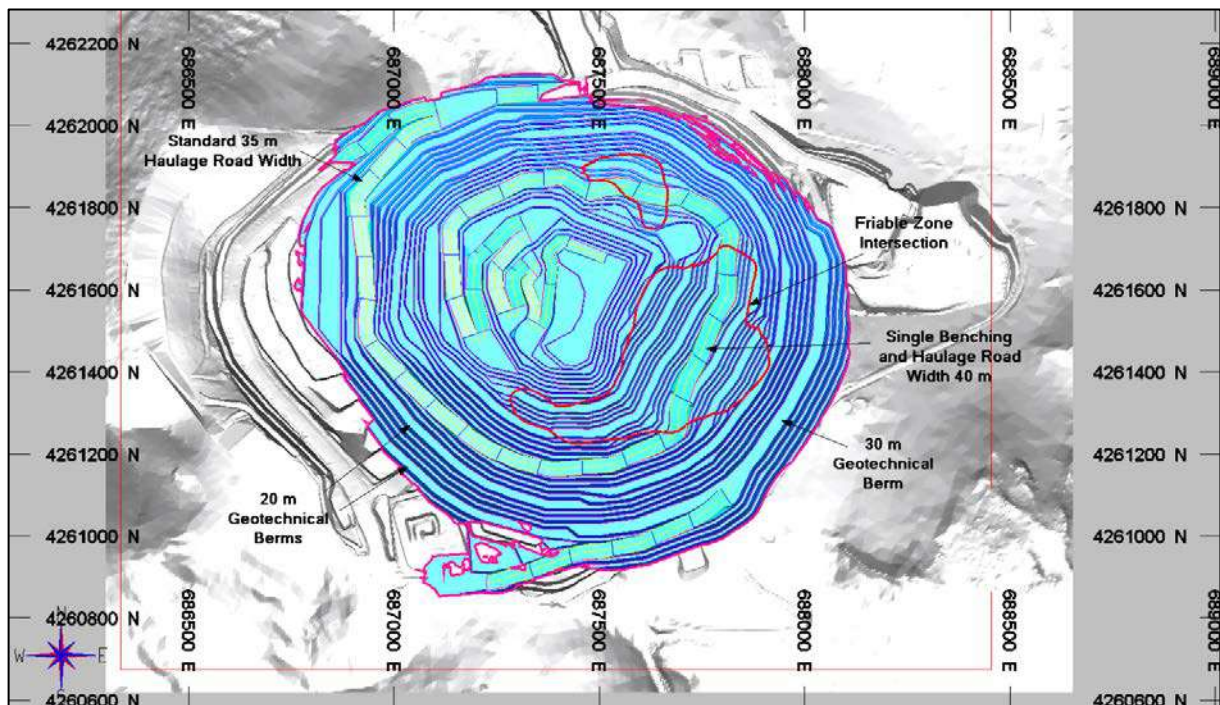 4262200 N
686500 E
687000 E
687500 E
688000 E
688500 E
689000 E
4262000 N
Standard 35 m
Haulage Road Width
4261800 N
4261800 N
Friable Zone
Intersection
4261600 N
4261600 N
Single Benching
and Haulage Road
Width 40 m
4261400 N
4261400 N
30 m
Geotechnical
Berm
4261200 N
4261200 N
20 m
Geotechnical
Berms
4261000 N
4261000 N
4260800 N
686500 E
687000 E
687500 E
688000 E
688500 E
689000 E
N
W E
S
4260600 N
4260600 N